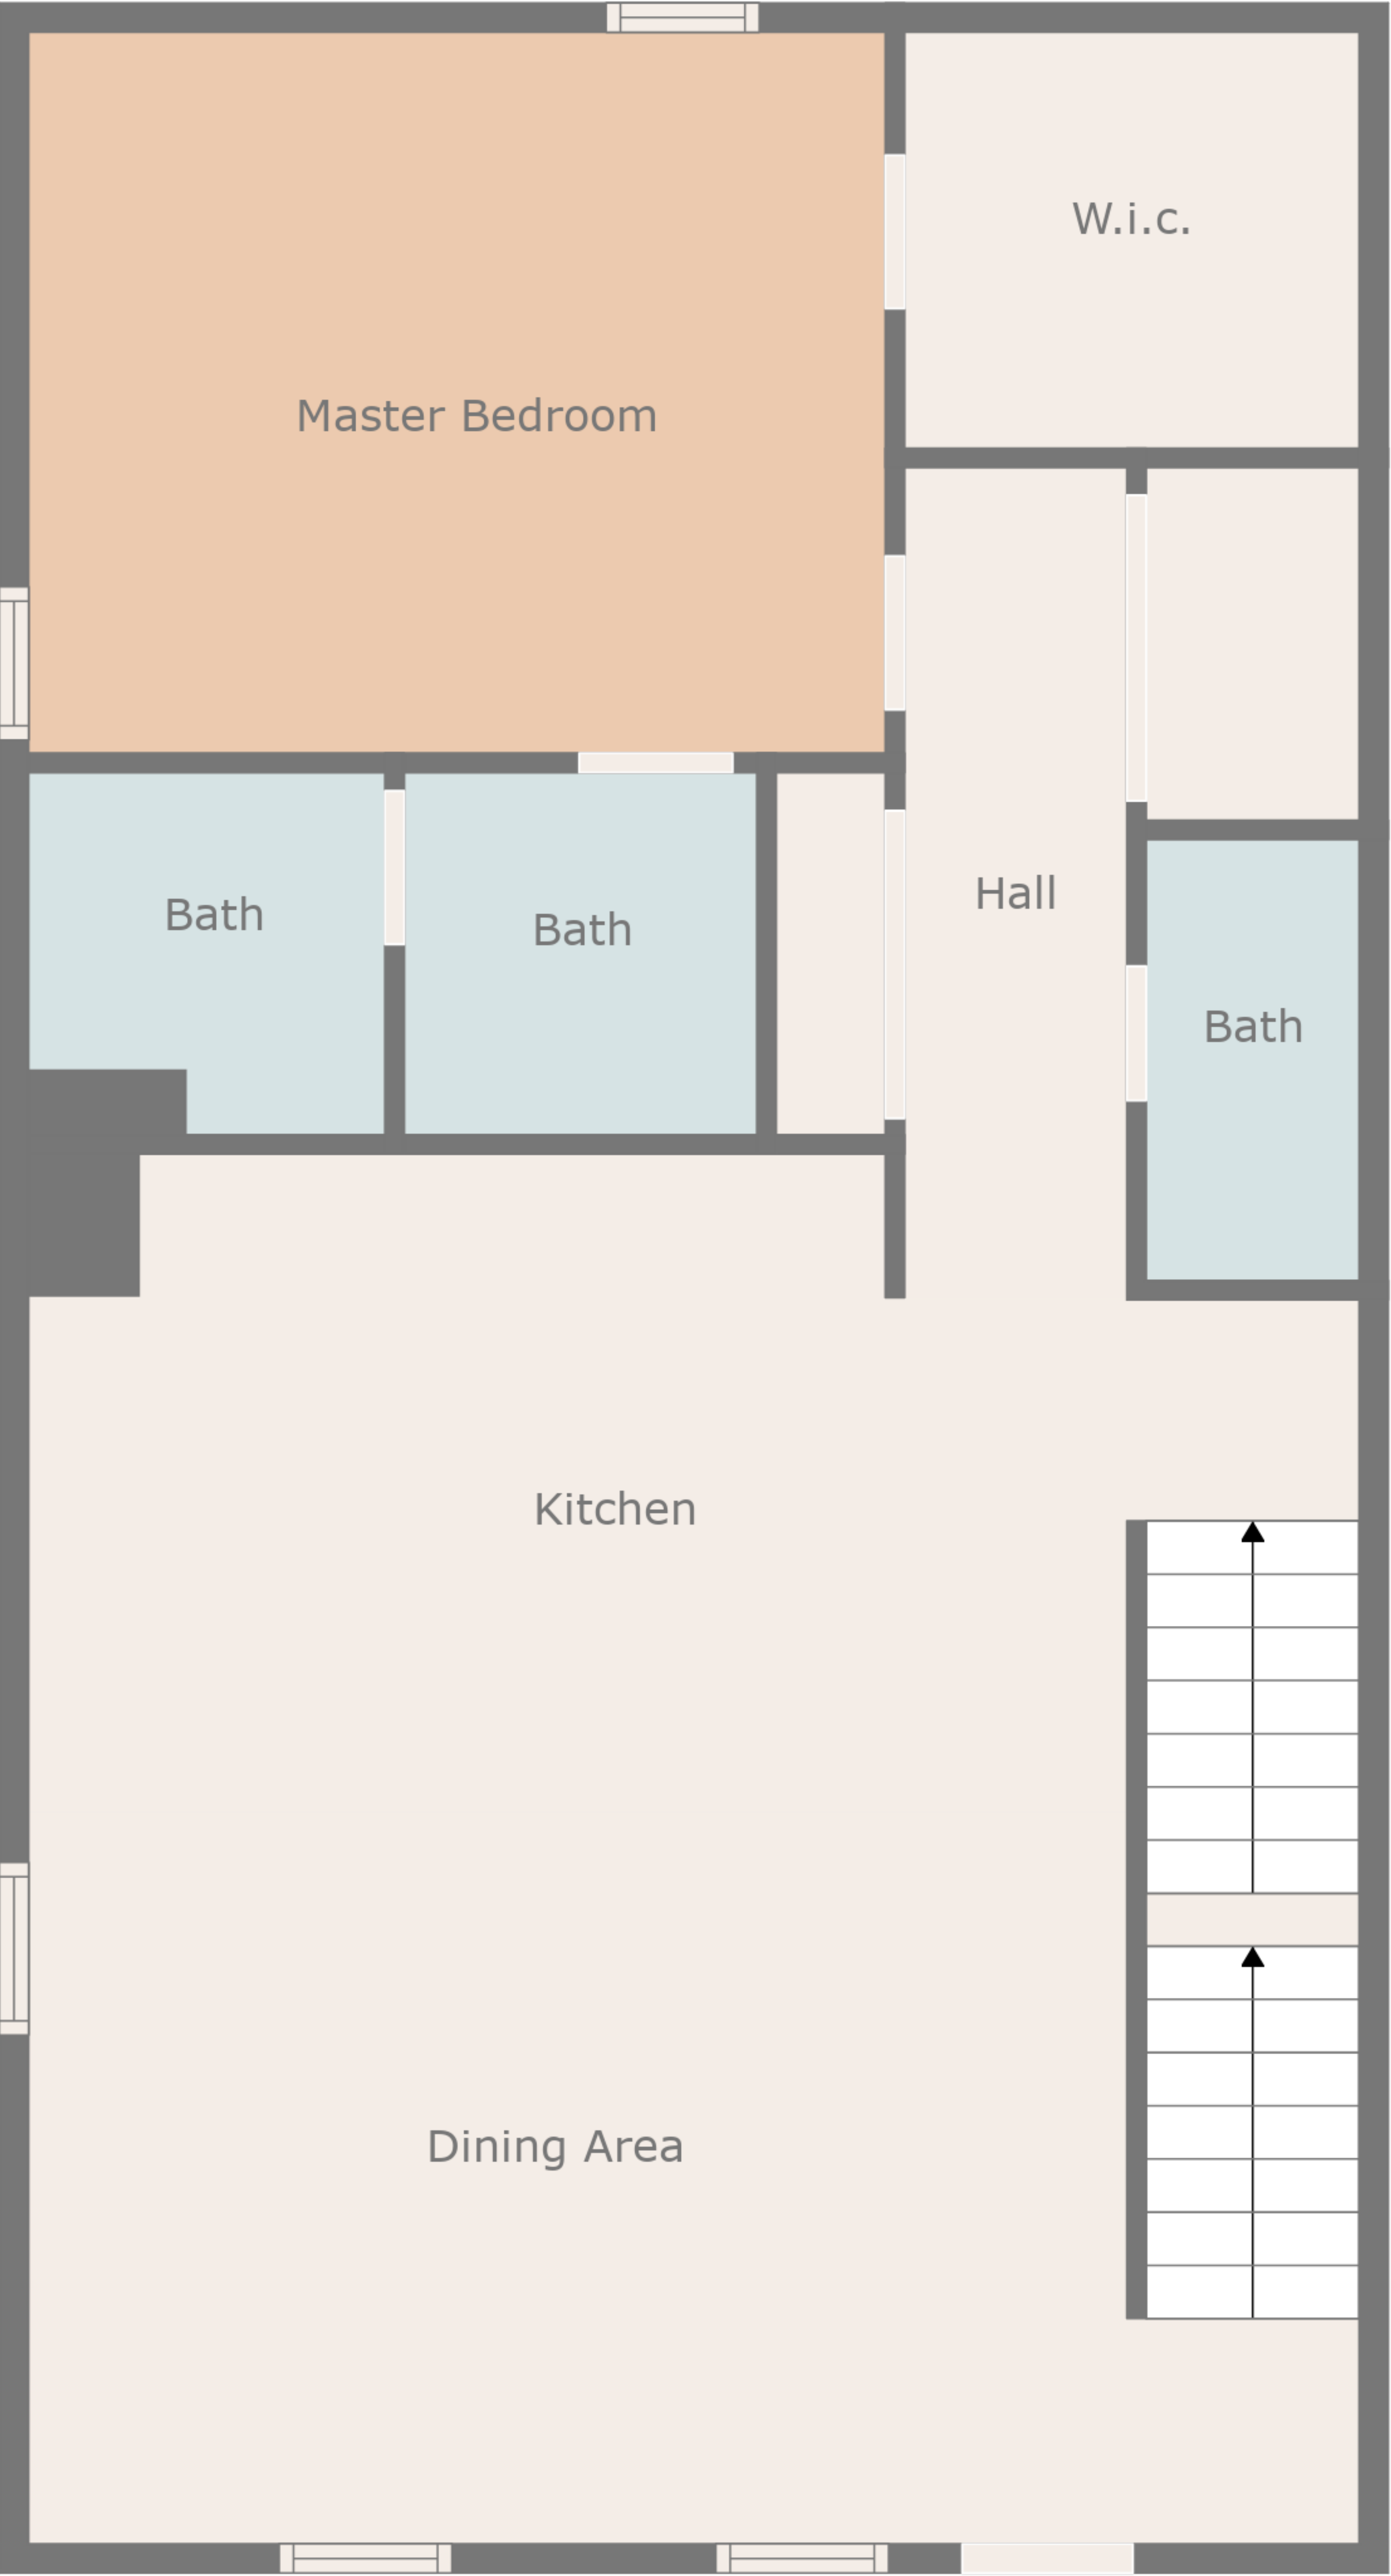 W.i.c.
Master Bedroom
Hall
Bath
Bath
Bath
Kitchen
Dining Area